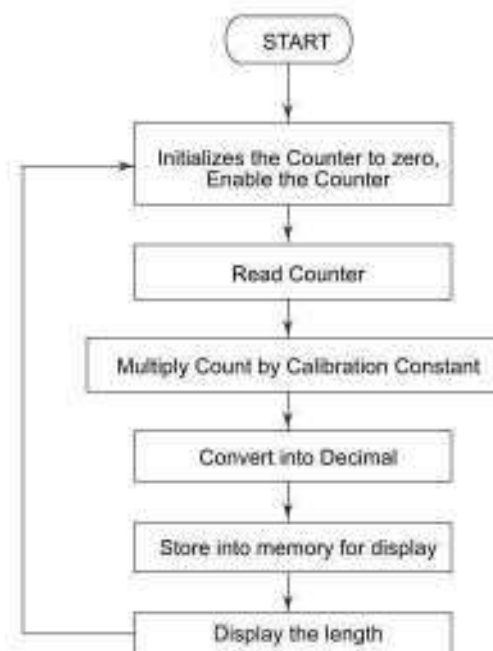 START
Initializes the Counter to zero,
Enable the Counter
Read Counter
Multiply Count by Calibration Constant
Convert into Decimal
Store into memory for display
Display the length